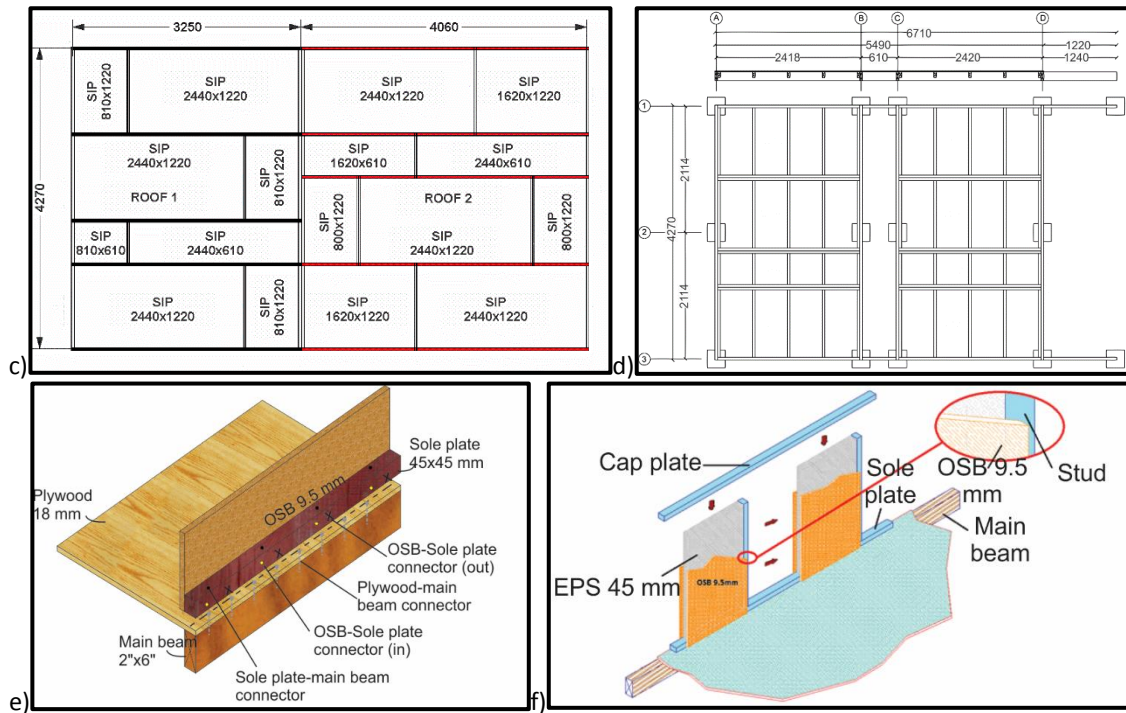 3250
4060
4270
SIP
810x1220
SIP
2440x1220
SIP
2440x1220
SIP
1620x1220
SIP
2440x1220
SIP
810x1220
SIP
1620x610
SIP
2440x610
ROOF 1
SIP
800x1220
ROOF 2
SIP
2440x1220
SIP
800x1220
SIP
810x610
SIP
2440x610
SIP
2440x1220
SIP
810x1220
SIP
1620x1220
SIP
2440x1220
c)
A
B
C
D
6710
5490
1220
2418
610
2420
1240
1
2114
4270
2
2114
3
d)
Plywood
18 mm
OSB 9.5 mm
Sole plate
45x45 mm
OSB-Sole plate
connector (out)
Plywood-main
beam connector
OSB-Sole plate
connector (in)
Main beam
2"x6"
Sole plate-main beam
connector
e)
Cap plate
Sole
plate
OSB 9.5
mm
Stud
Main
beam
EPS 45 mm
OSB 9.5mm
f)